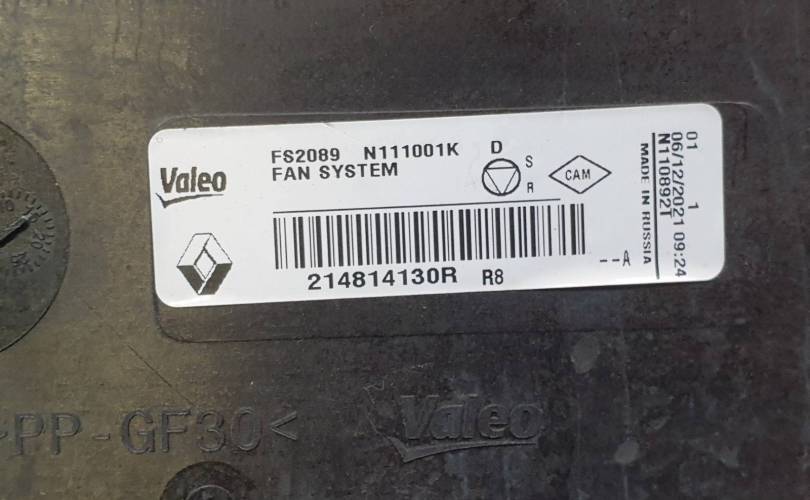 Valeo
FS2089 N111001K D
FAN SYSTEM
S
R
CAM
214814130R R8
--A
01 1
06/12/2021 09:24
N110892T
MADE IN RUSSIA
>PP-GF30<
Valeo